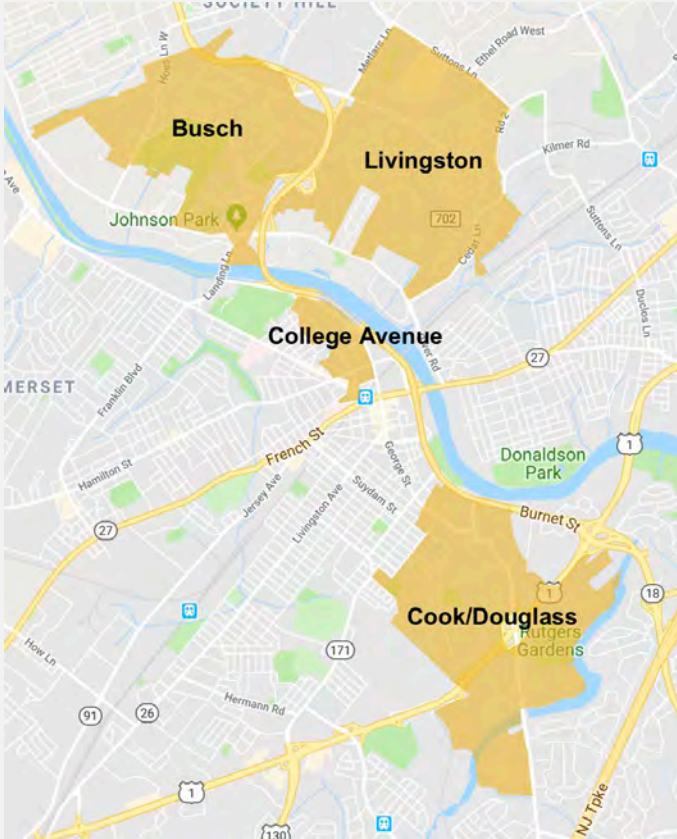 SOCIETY HILL
Hoes Ln W
Metlars Ln
Suttons Ln
Ethel Road West
Busch
Livingston
Rd 2
Kilmer Rd
Ave
Johnson Park
702
Suttons Ln
Cedar Ln
Landing Ln
Duclos Ln
College Avenue
ver Rd
27
MERSET
Franklin Blvd
1
French St
George St
Donaldson
Park
Hamilton St
Jersey Ave
Suydam St
Livingston Ave
Burnet St
27
1
18
Cook/Douglass
Rutgers
Gardens
How Ln
171
Hermann Rd
91
26
1
NJ Tpke
130